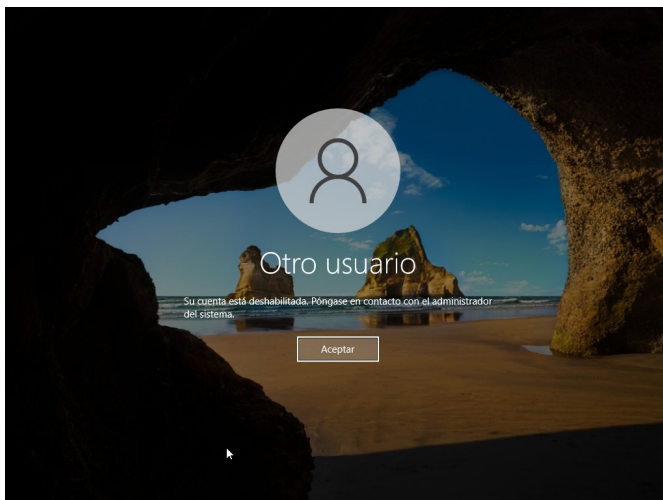 Otro usuario
Su cuenta está deshabilitada. Póngase en contacto con el administrador
del sistema.
Aceptar